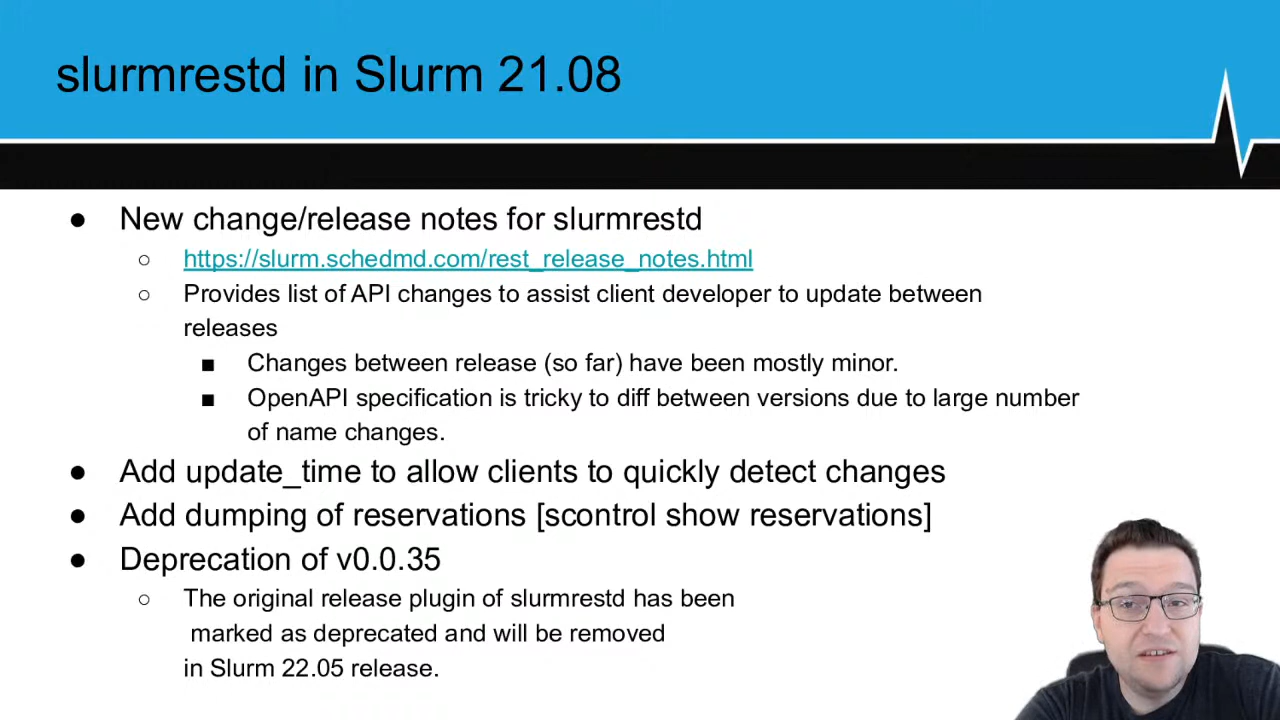 slurmrestd in Slurm 21.08
● New change/release notes for slurmrestd
○ https://slurm.schedmd.com/rest_release_notes.html
○ Provides list of API changes to assist client developer to update between
releases
■ Changes between release (so far) have been mostly minor.
■ OpenAPI specification is tricky to diff between versions due to large number
of name changes.
● Add update_time to allow clients to quickly detect changes
● Add dumping of reservations [scontrol show reservations]
● Deprecation of v0.0.35
○ The original release plugin of slurmrestd has been
marked as deprecated and will be removed
in Slurm 22.05 release.